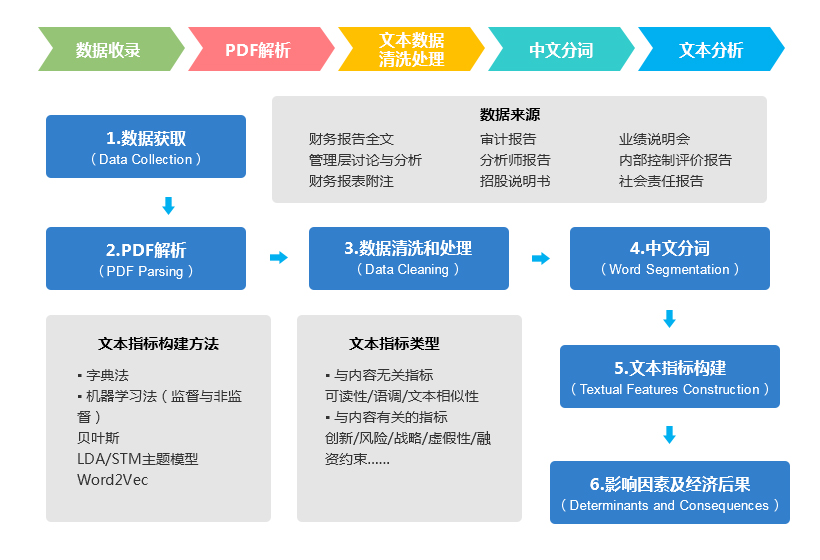 数据收录
PDF解析
文本数据
清洗处理
中文分词
文本分析
1.数据获取
（Data Collection）
数据来源
财务报告全文 审计报告 业绩说明会
管理层讨论与分析 分析师报告 内部控制评价报告
财务报表附注 招股说明书 社会责任报告
2.PDF解析
（PDF Parsing）
3.数据清洗和处理
（Data Cleaning）
4.中文分词
（Word Segmentation）
文本指标构建方法
▪ 字典法
▪ 机器学习法（监督与非监
督）
贝叶斯
LDA/STM主题模型
Word2Vec
文本指标类型
▪ 与内容无关指标
可读性/语调/文本相似性
▪ 与内容有关的指标
创新/风险/战略/虚假性/融
资约束......
5.文本指标构建
（Textual Features Construction）
6.影响因素及经济后果
（Determinants and Consequences）